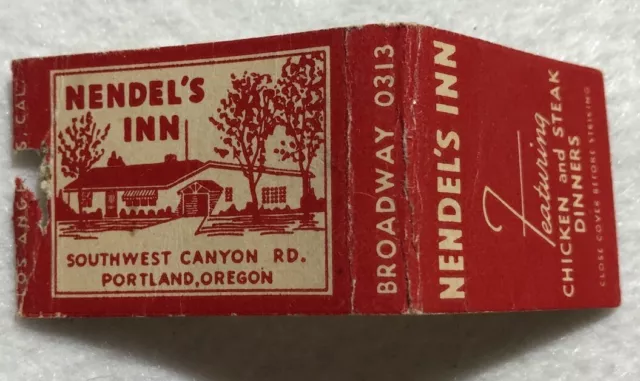 NENDEL'S
INN
SOUTHWEST CANYON RD.
PORTLAND, OREGON
BROADWAY 0313
NENDEL'S INN
Featuring
CHICKEN and STEAK
DINNERS
CLOSE COVER BEFORE STRIKING
CAL.